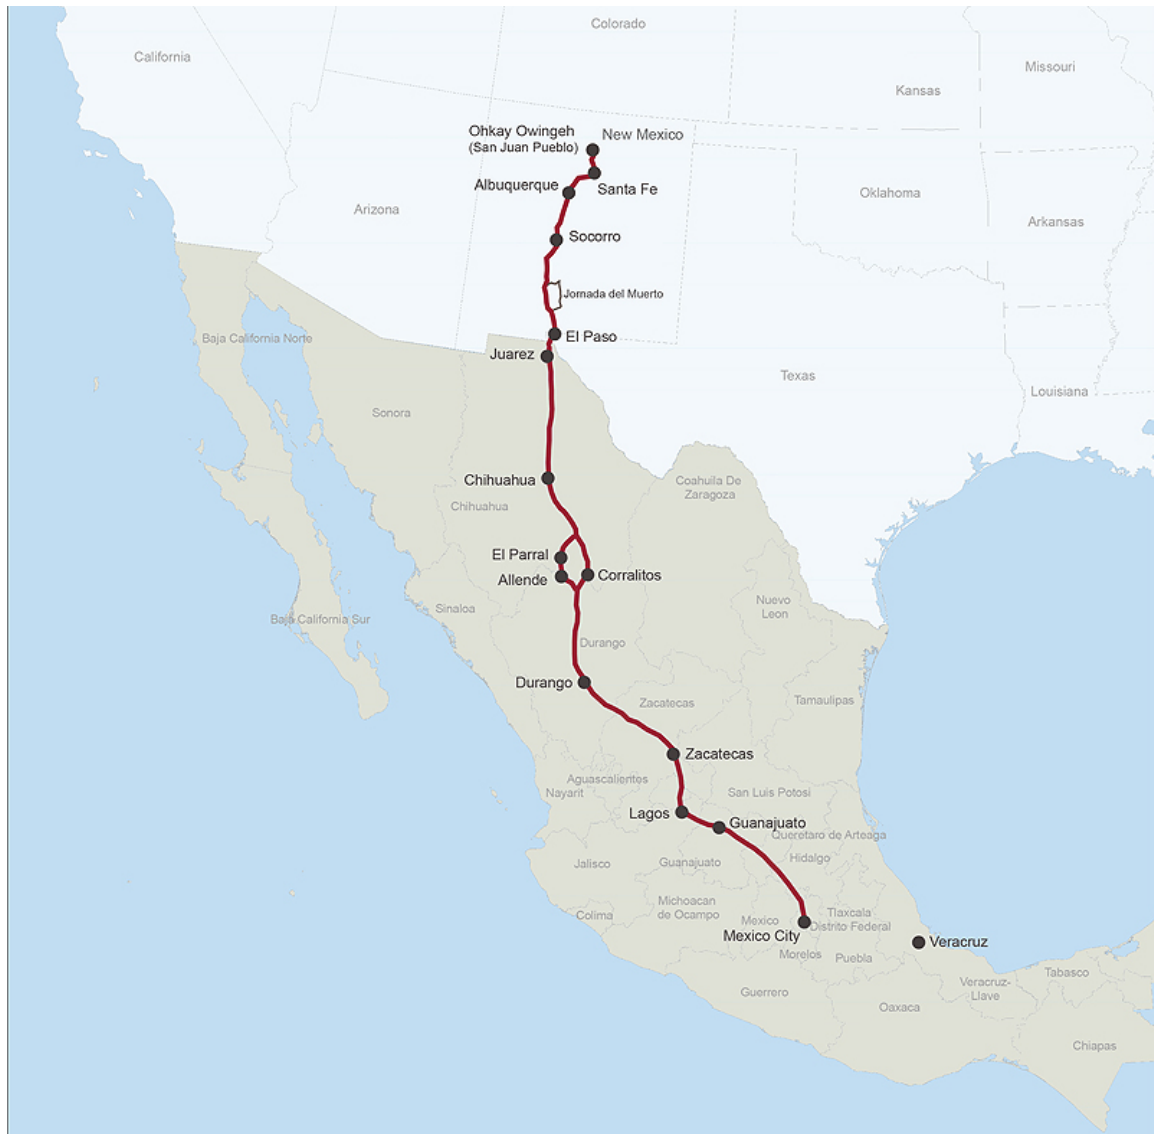 Colorado
California
Missouri
Kansas
Ohkay Owingeh
(San Juan Pueblo)
New Mexico
Albuquerque
Santa Fe
Oklahoma
Arizona
Arkansas
Socorro
Jornada del Muerto
El Paso
Baja California Norte
Juarez
Texas
Louisiana
Sonora
Chihuahua
Coahuila De
Zaragoza
Chihuahua
El Parral
Allende
Corralitos
Nuevo
Leon
Sinaloa
Baja California Sur
Durango
Durango
Zacatecas
Tamaulipas
Zacatecas
Aguascalientes
Nayarit
San Luis Potosi
Lagos
Guanajuato
Queretaro de Arteaga
Jalisco
Guanajuato
Hidalgo
Michoacan
de Ocampo
Colima
Mexico
Tlaxcala
Distrito Federal
Mexico City
Veracruz
Morelos
Puebla
Tabasco
Veracruz-
Llave
Guerrero
Oaxaca
Chiapas